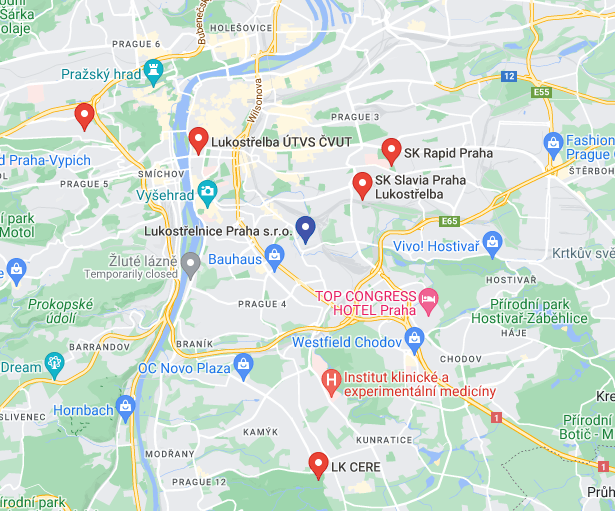 HOLEŠOVICE
Šárka
olaje
PRAGUE 6
Bubenečsk
Pražský hrad
Wilsonova
12
E55
PRAGUE 3
Fashion
Prague
ŠTĚRBOH
Lukostřelba ÚTVS ČVUT
SK Rapid Praha
d Praha-Vypich
SMÍCHOV
PRAGUE 5
SK Slavia Praha
Lukostřelba
Vyšehrad
ní park
Motol
E65
Lukostřelnice Praha s.r.o.
Bauhaus
Vivo! Hostivař
Krtkův své
Žluté lázně
Temporarily closed
HOSTIVAŘ
e
Prokopské
údolí
PRAGUE 4
TOP CONGRESS
HOTEL Praha
Přírodní park
Hostivař-Záběhlice
HÁJE
BARRANDOV
BRANÍK
Westfield Chodov
CHODOV
Dream
OC Novo Plaza
H
Institut klinické a
experimentální medicíny
Kre
SLIVENEC
Hornbach
1
Přírodní
Botič - M
KAMÝK
KUNRATICE
MODŘANY
LK CERE
1
PRAGUE 12
Průh
írodní park